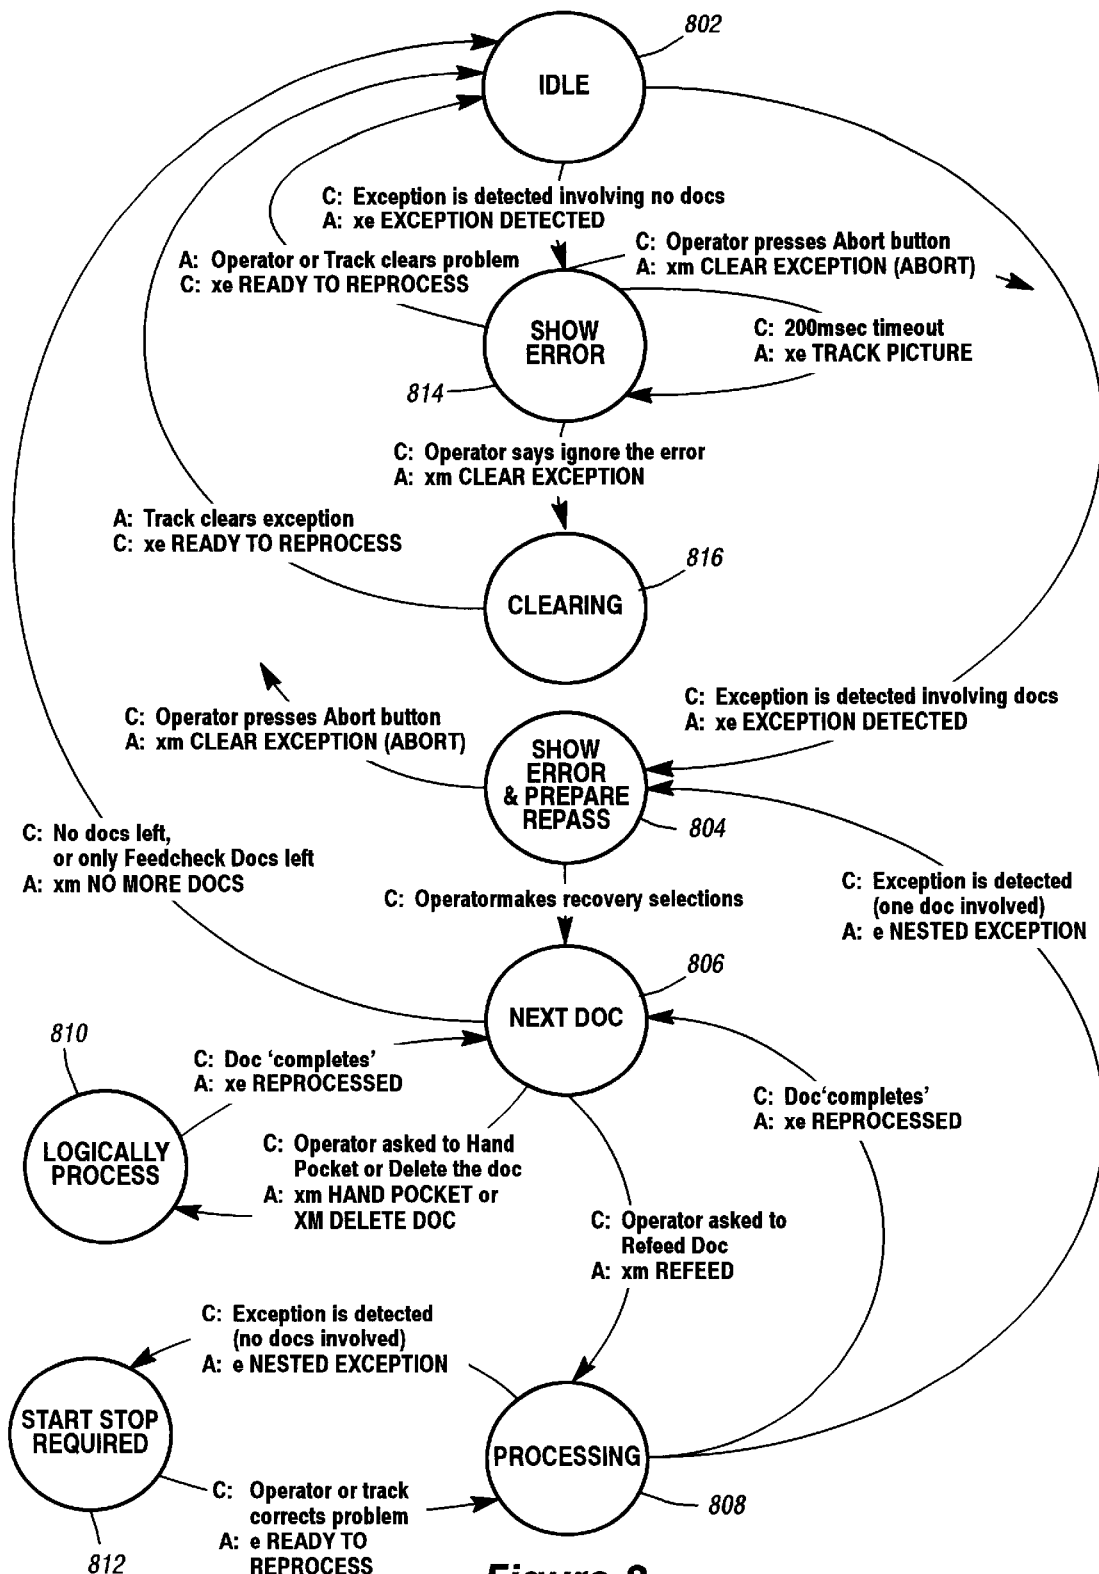 802
IDLE
C: Exception is detected involving no docs
A: xe EXCEPTION DETECTED
C: Operator presses Abort button
A: xm CLEAR EXCEPTION (ABORT)
A: Operator or Track clears problem
C: xe READY TO REPROCESS
SHOW
ERROR
C: 200msec timeout
A: xe TRACK PICTURE
814
C: Operator says ignore the error
A: xm CLEAR EXCEPTION
A: Track clears exception
C: xe READY TO REPROCESS
816
CLEARING
C: Exception is detected involving docs
A: xe EXCEPTION DETECTED
C: Operator presses Abort button
A: xm CLEAR EXCEPTION (ABORT)
SHOW
ERROR
& PREPARE
REPASS
804
C: No docs left,
or only Feedcheck Docs left
A: xm NO MORE DOCS
C: Operatormakes recovery selections
C: Exception is detected
(one doc involved)
A: e NESTED EXCEPTION
806
NEXT DOC
810
C: Doc ‘completes’
A: xe REPROCESSED
C: Doc‘completes’
A: xe REPROCESSED
LOGICALLY
PROCESS
C: Operator asked to Hand
Pocket or Delete the doc
A: xm HAND POCKET or
XM DELETE DOC
C: Operator asked to
Refeed Doc
A: xm REFEED
C: Exception is detected
(no docs involved)
A: e NESTED EXCEPTION
START STOP
REQUIRED
PROCESSING
808
C: Operator or track
corrects problem
A: e READY TO
REPROCESS
812